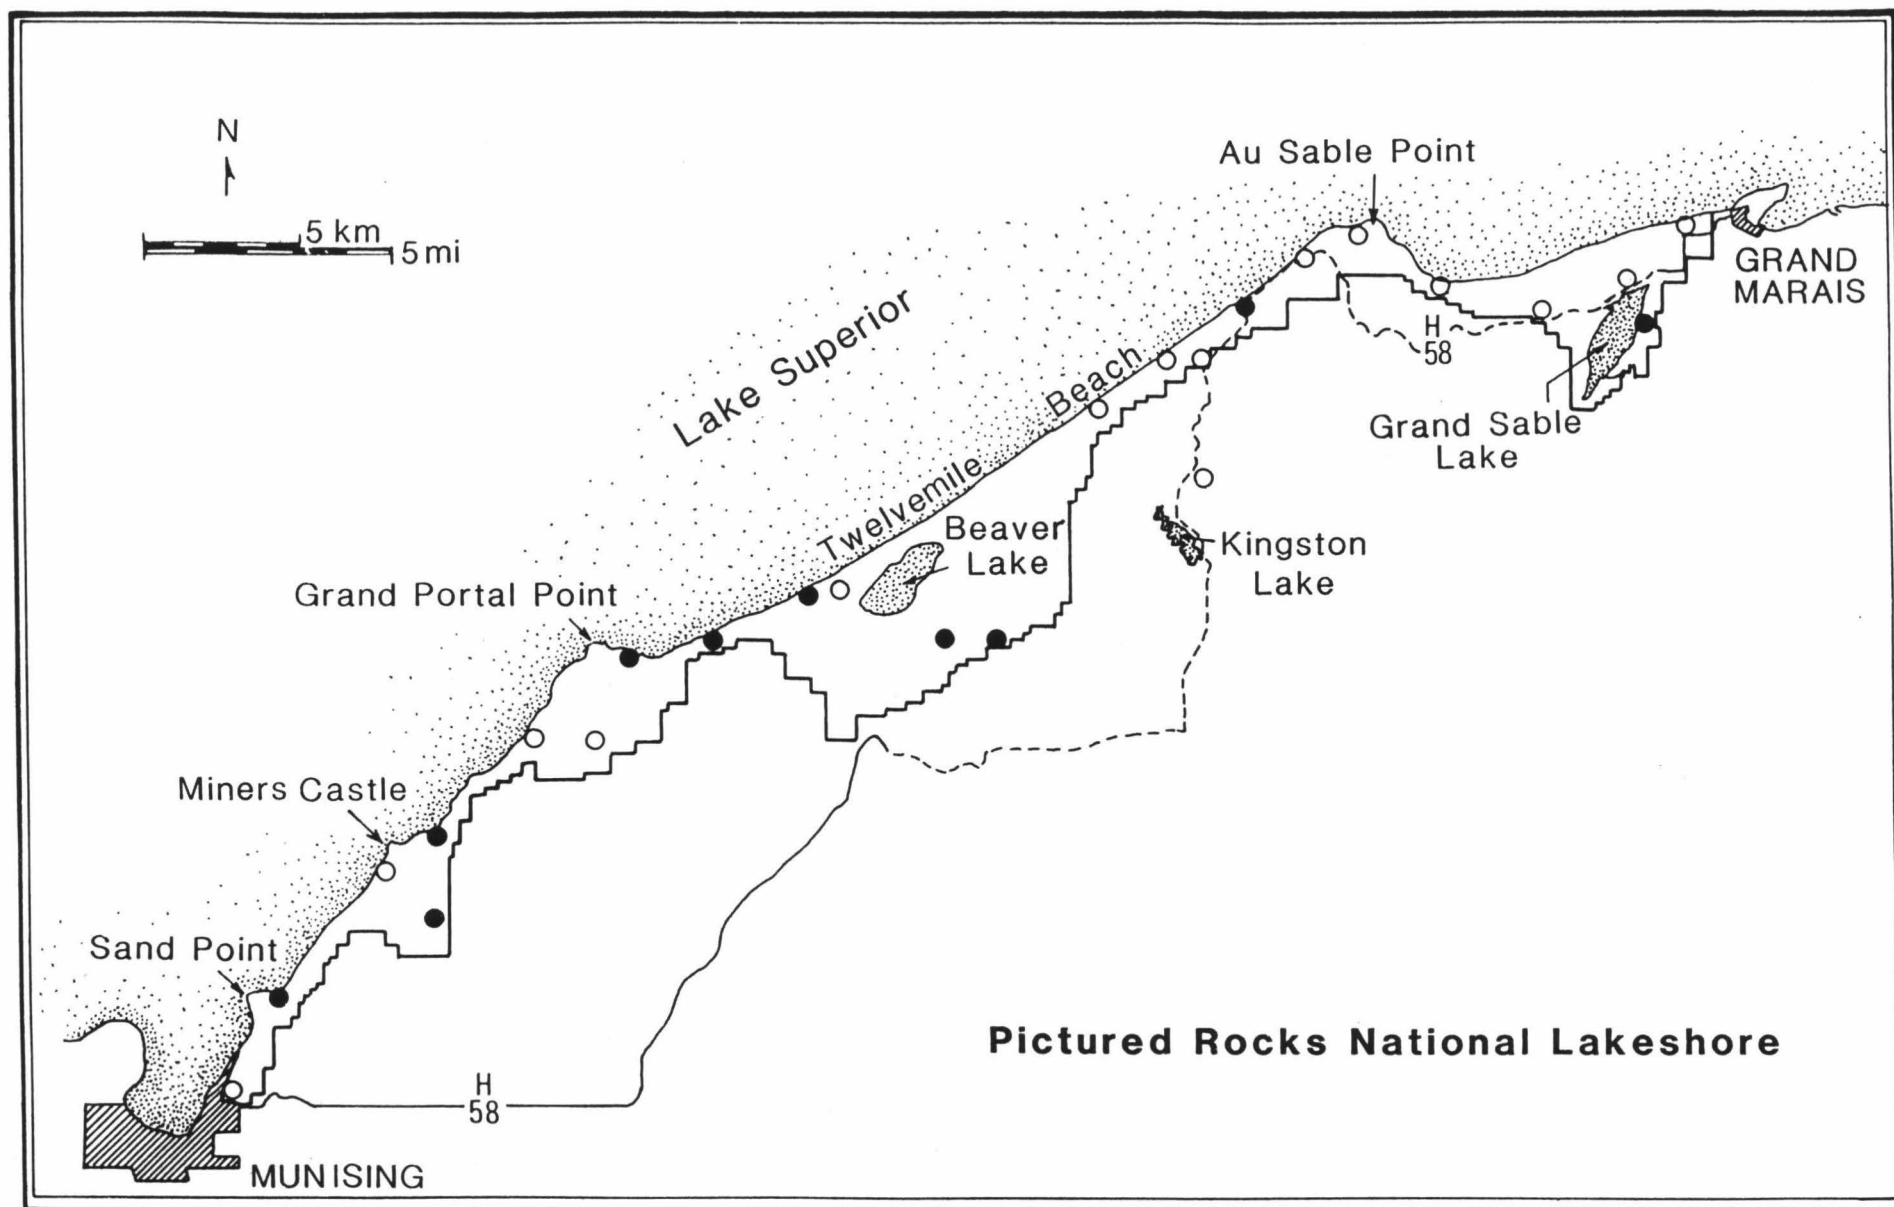 N
5 km
5 mi
Au Sable Point
GRAND
MARAIS
Lake Superior
H
58
Beach
Grand Sable
Lake
Twelvemile
Beaver
Lake
Kingston
Lake
Grand Portal Point
Miners Castle
Sand Point
Pictured Rocks National Lakeshore
H
58
MUNISING